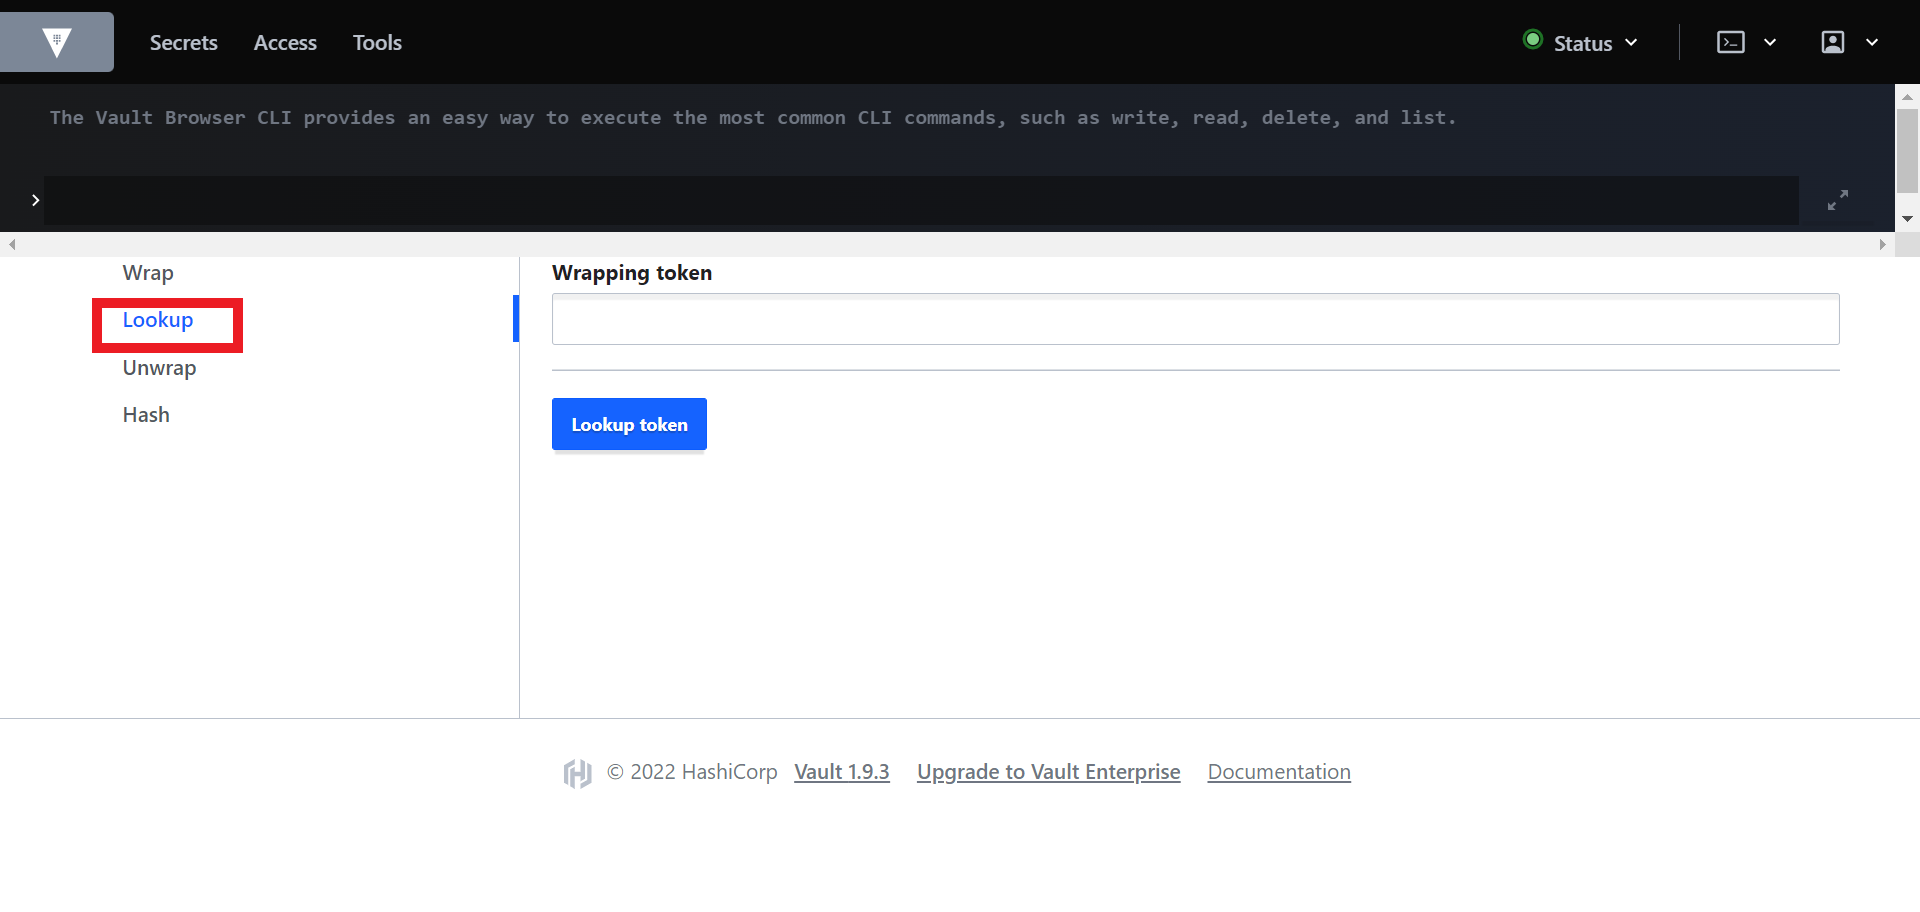 Secrets Access Tools Status
The Vault Browser CLI provides an easy way to execute the most common CLI commands, such as write, read, delete, and list.
Wrap
Lookup
Unwrap
Hash
Wrapping token
Lookup token
© 2022 HashiCorp Vault 1.9.3 Upgrade to Vault Enterprise Documentation